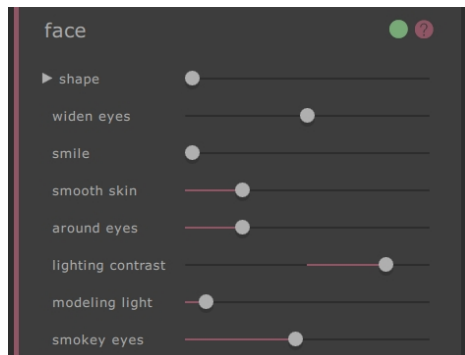 face
?
shape
widen eyes
smile
smooth skin
around eyes
lighting contrast
modeling light
smokey eyes